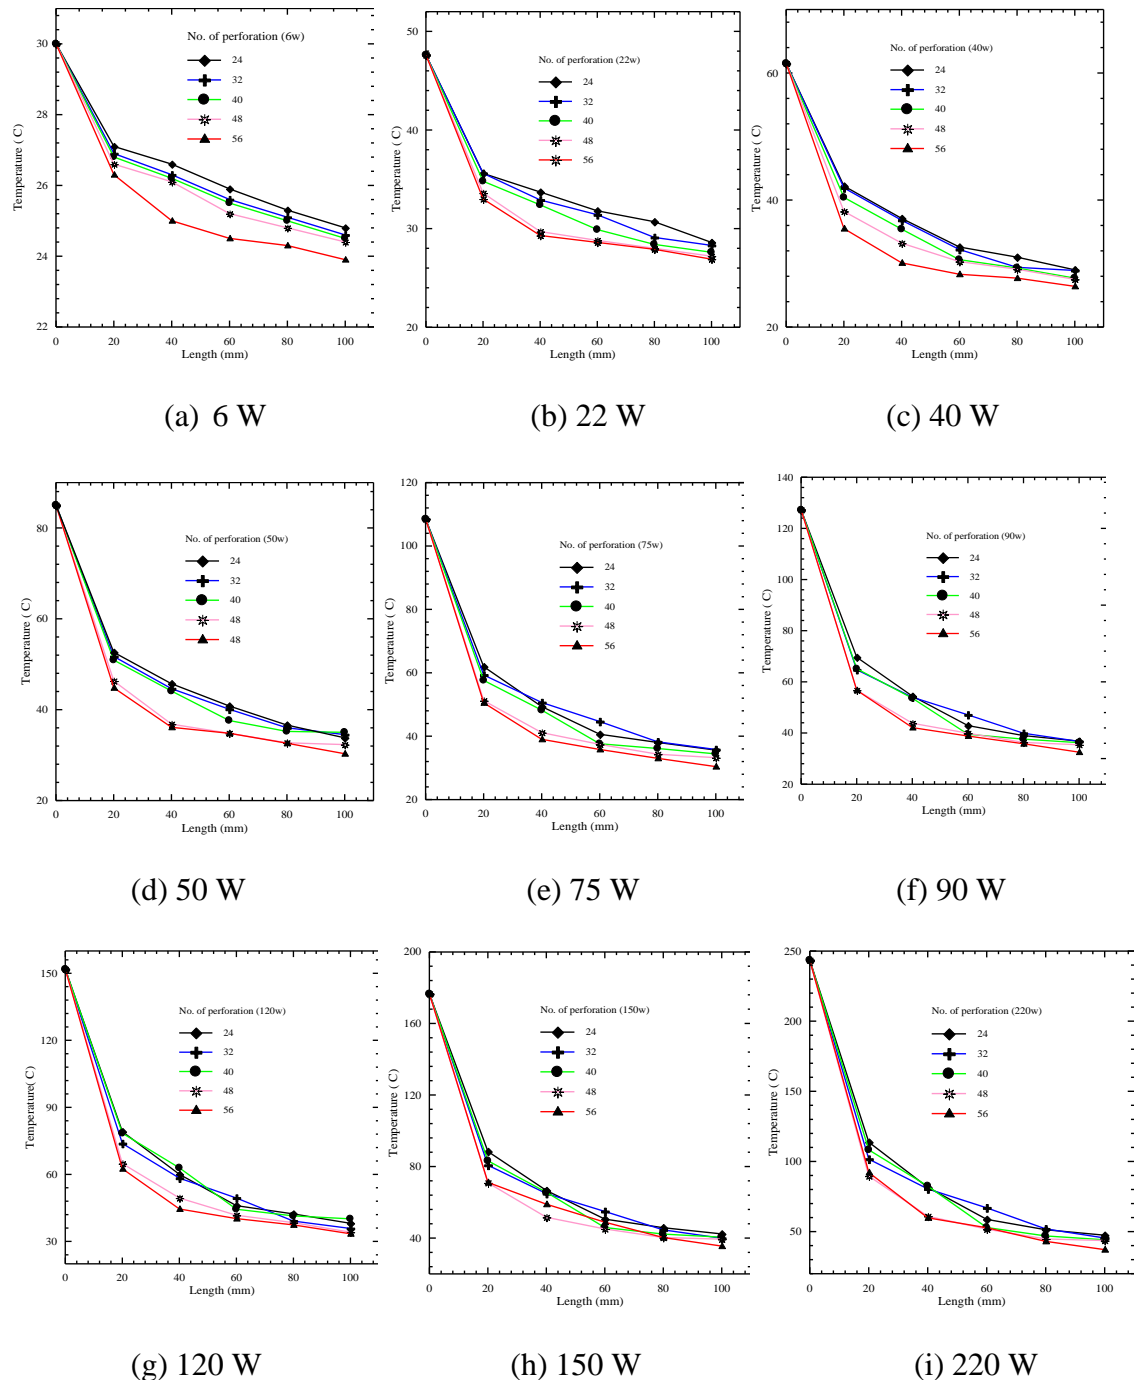 No. of perforation (6w)
24
32
40
48
56
30
28
26
24
22
0 20 40 60 80 100
Temperature ( C)
Length (mm)
(a) 6 W
No. of perforation (22w)
24
32
40
48
56
50
40
30
20
0 20 40 60 80 100
Temperature ( C)
Length (mm)
(b) 22 W
No. of perforation (40w)
24
32
40
48
56
60
40
20
0 20 40 60 80 100
Temperature ( C)
Length (mm)
(c) 40 W
No. of perforation (50w)
24
32
40
48
48
80
60
40
20
0 20 40 60 80 100
Temperature ( C)
Length (mm)
(d) 50 W
No. of perforation (75w)
24
32
40
48
56
120
100
80
60
40
20
0 20 40 60 80 100
Temperature ( C)
Length (mm)
(e) 75 W
No. of perforation (90w)
24
32
40
48
56
140
120
100
80
60
40
20
0 20 40 60 80 100
Temperature ( C)
Length (mm)
(f) 90 W
No. of perforation (120w)
24
32
40
48
56
150
120
90
60
30
0 20 40 60 80 100
Temperature( C)
Length (mm)
(g) 120 W
No. of perforation (150w)
24
32
40
48
56
200
160
120
80
40
0 20 40 60 80 100
Temperature ( C)
Length (mm)
(h) 150 W
No. of perforation (220w)
24
32
40
48
56
250
200
150
100
50
0 20 40 60 80 100
Temperature ( C)
Length (mm)
(i) 220 W